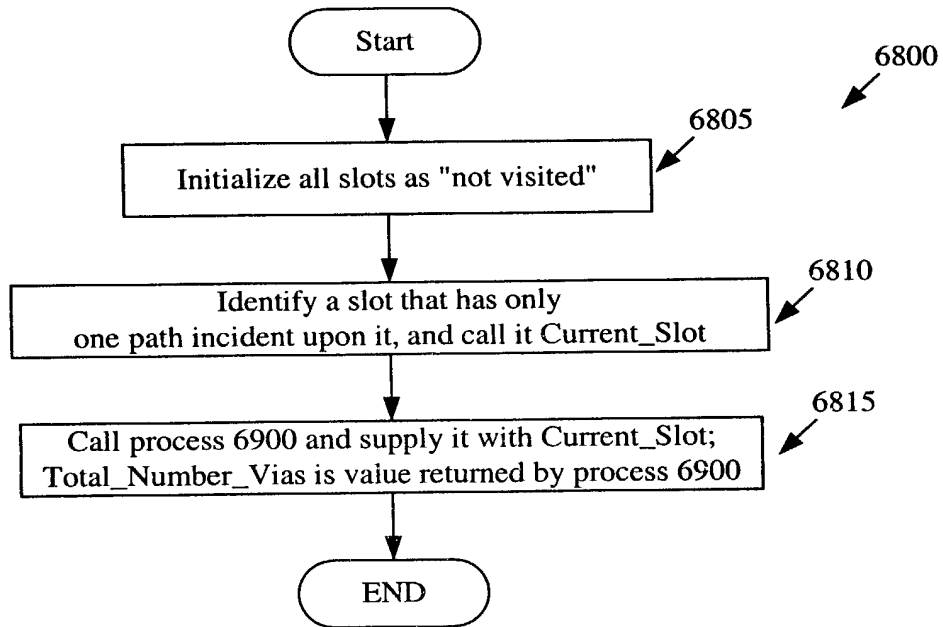 Start
6800
6805
Initialize all slots as "not visited"
6810
Identify a slot that has only
one path incident upon it, and call it Current_Slot
6815
Call process 6900 and supply it with Current_Slot;
Total_Number_Vias is value returned by process 6900
END